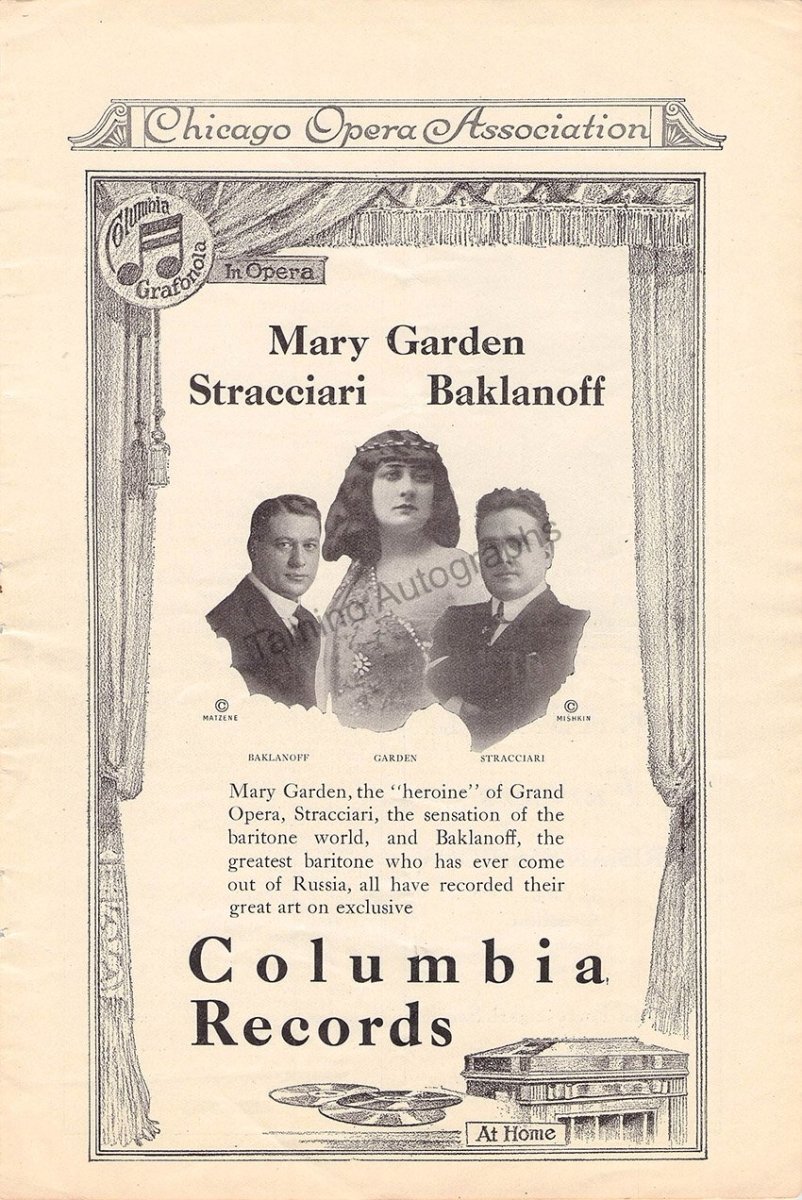 Chicago Opera Association
Columbia
Grafonola
In Opera
Mary Garden
Stracciari Baklanoff
Tamino Autographs
© MATZENE
© MISHKIN
BAKLANOFF GARDEN STRACCIARI
Mary Garden, the "heroine" of Grand
Opera, Stracciari, the sensation of the
baritone world, and Baklanoff, the
greatest baritone who has ever come
out of Russia, all have recorded their
great art on exclusive
Columbia
Records
At Home